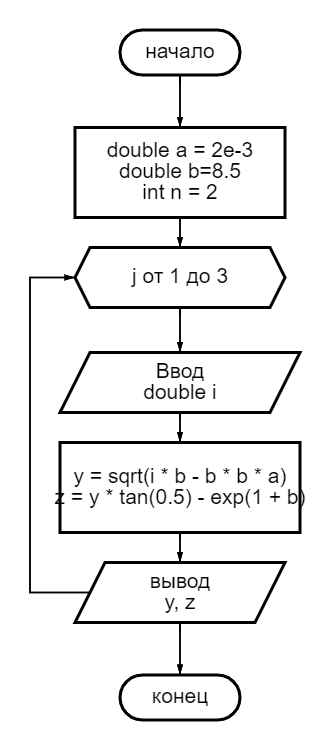 начало
double a = 2e-3
double b=8.5
int n = 2
j от 1 до 3
Ввод
double i
y = sqrt(i * b - b * b * a)
z = y * tan(0.5) - exp(1 + b)
вывод
y, z
конец